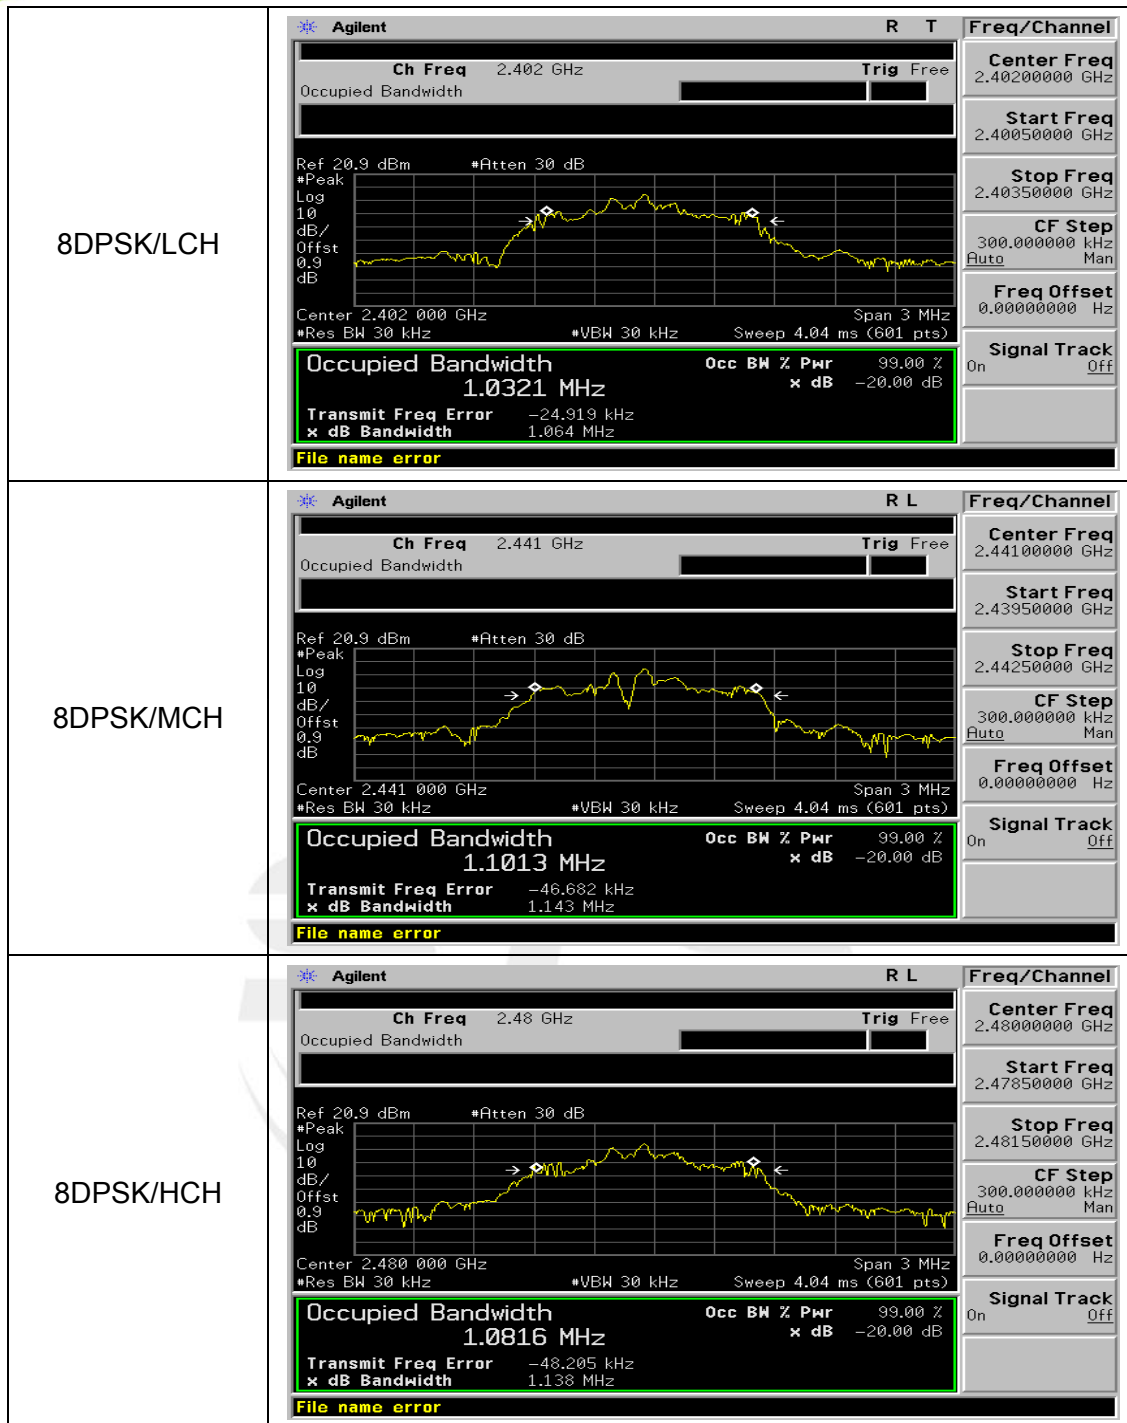 8DPSK/LCH
Agilent R T Freq/Channel
Ch Freq 2.402 GHz Trig Free
Occupied Bandwidth
Center Freq
2.40200000 GHz
Start Freq
2.40050000 GHz
Stop Freq
2.40350000 GHz
CF Step
300.000000 kHz
Auto Man
Freq Offset
0.00000000 Hz
Signal Track
On Off
Ref 20.9 dBm #Atten 30 dB
#Peak
Log
10
dB/
Offst
0.9
dB
Center 2.402 000 GHz Span 3 MHz
#Res BW 30 kHz #VBW 30 kHz Sweep 4.04 ms (601 pts)
Occupied Bandwidth Occ BW % Pwr 99.00 %
1.0321 MHz x dB -20.00 dB
Transmit Freq Error -24.919 kHz
x dB Bandwidth 1.064 MHz
File name error
8DPSK/MCH
Agilent R L Freq/Channel
Ch Freq 2.441 GHz Trig Free
Occupied Bandwidth
Center Freq
2.44100000 GHz
Start Freq
2.43950000 GHz
Stop Freq
2.44250000 GHz
CF Step
300.000000 kHz
Auto Man
Freq Offset
0.00000000 Hz
Signal Track
On Off
Ref 20.9 dBm #Atten 30 dB
#Peak
Log
10
dB/
Offst
0.9
dB
Center 2.441 000 GHz Span 3 MHz
#Res BW 30 kHz #VBW 30 kHz Sweep 4.04 ms (601 pts)
Occupied Bandwidth Occ BW % Pwr 99.00 %
1.1013 MHz x dB -20.00 dB
Transmit Freq Error -46.682 kHz
x dB Bandwidth 1.143 MHz
File name error
8DPSK/HCH
Agilent R L Freq/Channel
Ch Freq 2.48 GHz Trig Free
Occupied Bandwidth
Center Freq
2.48000000 GHz
Start Freq
2.47850000 GHz
Stop Freq
2.48150000 GHz
CF Step
300.000000 kHz
Auto Man
Freq Offset
0.00000000 Hz
Signal Track
On Off
Ref 20.9 dBm #Atten 30 dB
#Peak
Log
10
dB/
Offst
0.9
dB
Center 2.480 000 GHz Span 3 MHz
#Res BW 30 kHz #VBW 30 kHz Sweep 4.04 ms (601 pts)
Occupied Bandwidth Occ BW % Pwr 99.00 %
1.0816 MHz x dB -20.00 dB
Transmit Freq Error -48.205 kHz
x dB Bandwidth 1.138 MHz
File name error